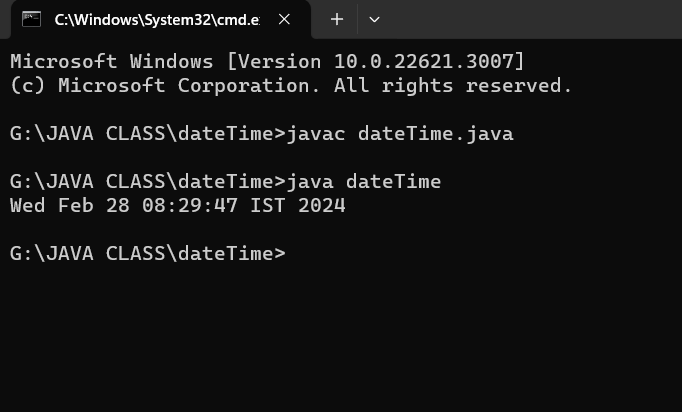 C:\Windows\System32\cmd.e
Microsoft Windows [Version 10.0.22621.3007]
(c) Microsoft Corporation. All rights reserved.
G:\JAVA CLASS\dateTime>javac dateTime.java
G:\JAVA CLASS\dateTime>java dateTime
Wed Feb 28 08:29:47 IST 2024
G:\JAVA CLASS\dateTime>